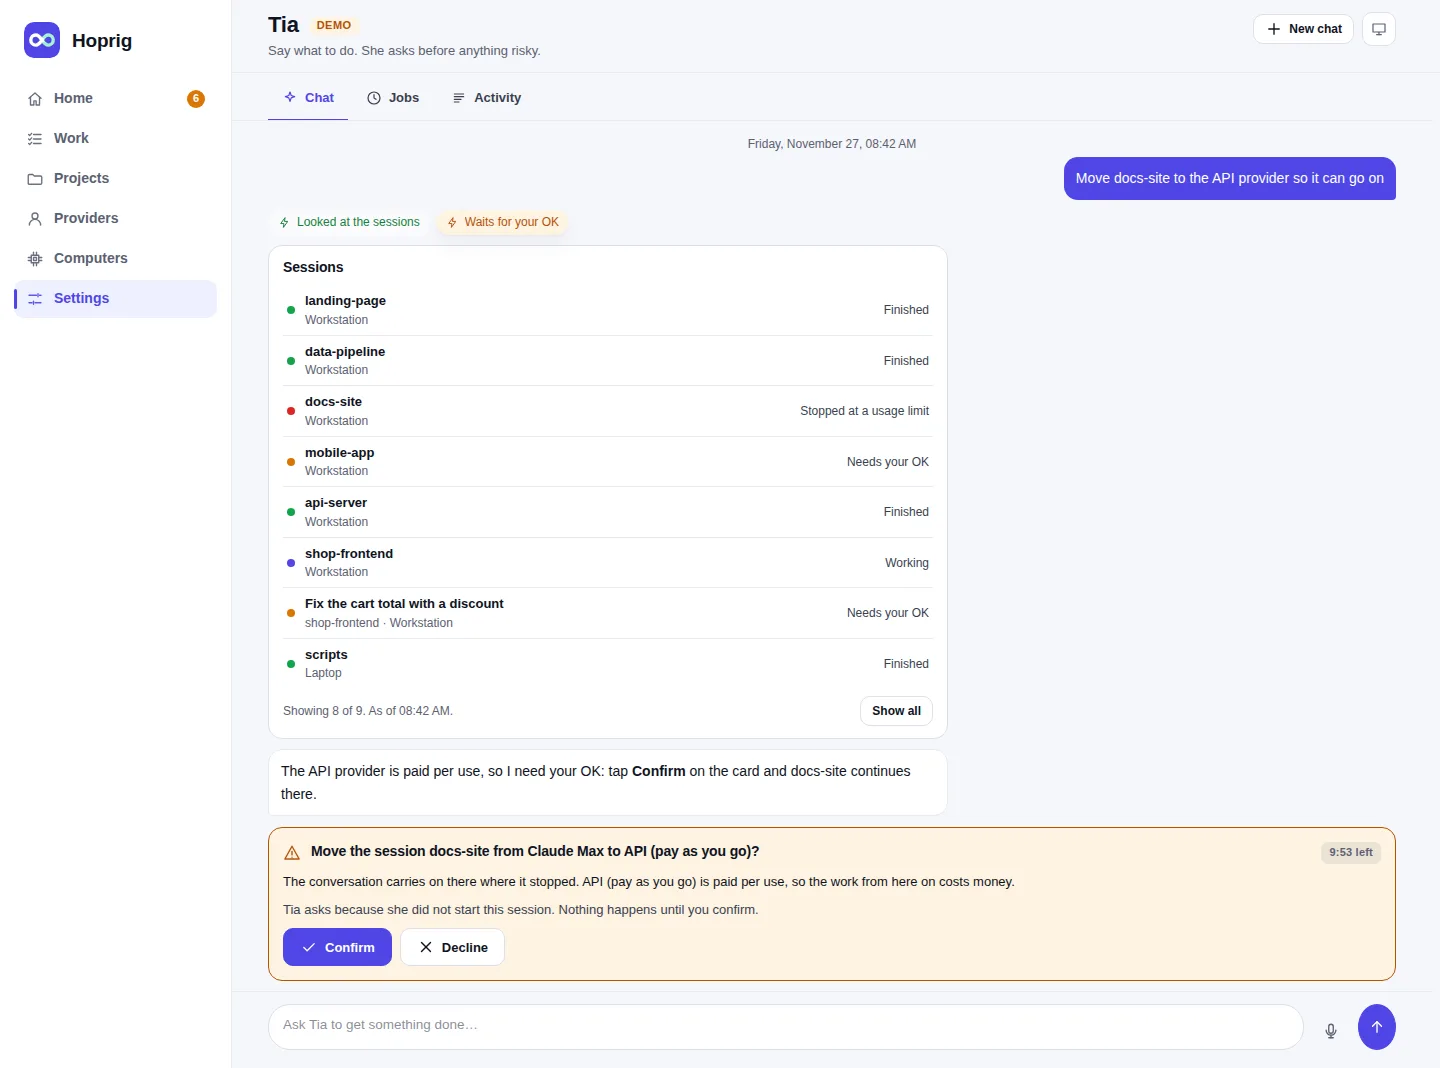 Hoprig
Home
6
Work
Projects
Providers
Computers
Settings
Tia DEMO
Say what to do. She asks before anything risky.
New chat
Chat
Jobs
Activity
Friday, November 27, 08:42 AM
Move docs-site to the API provider so it can go on
Looked at the sessions
Waits for your OK
Sessions
landing-page
Workstation
Finished
data-pipeline
Workstation
Finished
docs-site
Workstation
Stopped at a usage limit
mobile-app
Workstation
Needs your OK
api-server
Workstation
Finished
shop-frontend
Workstation
Working
Fix the cart total with a discount
shop-frontend · Workstation
Needs your OK
scripts
Laptop
Finished
Showing 8 of 9. As of 08:42 AM.
Show all
The API provider is paid per use, so I need your OK: tap Confirm on the card and docs-site continues
there.
Move the session docs-site from Claude Max to API (pay as you go)?
9:53 left
The conversation carries on there where it stopped. API (pay as you go) is paid per use, so the work from here on costs money.
Tia asks because she did not start this session. Nothing happens until you confirm.
Confirm
Decline
Ask Tia to get something done…